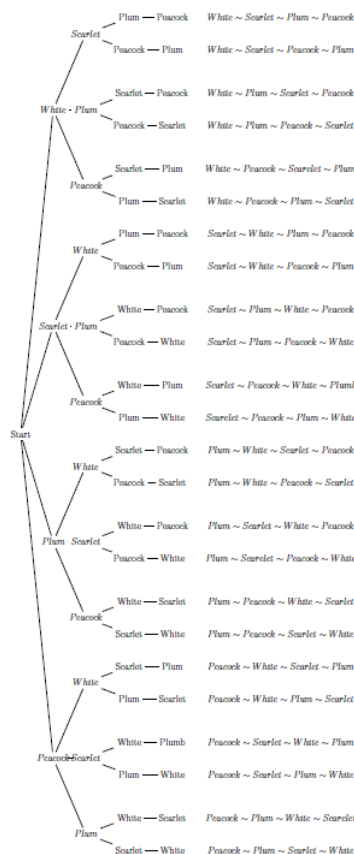 Scarlet Plum — Peacock White ~ Scarlet ~ Plum ~ Peacock
Peacock — Plum White ~ Scarlet ~ Peacock ~ Plum
White · Plum Scarlet — Peacock White ~ Plum ~ Scarlet ~ Peacock
Peacock — Scarlet White ~ Plum ~ Peacock ~ Scarlet
Peacock Scarlet — Plum White ~ Peacock ~ Scarelet ~ Plum
Plum — Scarlet White ~ Peacock ~ Plum ~ Scarlet
White Plum — Peacock Scarlet ~ White ~ Plum ~ Peacock
Peacock — Plum Scarlet ~ White ~ Peacock ~ Plum
Scarlet · Plum White — Peacock Scarlet ~ Plum ~ White ~ Peacock
Peacock — White Scarlet ~ Plum ~ Peacock ~ White
Peacock White — Plum Scarlet ~ Peacock ~ White ~ Plumb
Plum — White Scarelet ~ Peacock ~ Plum ~ White
Start
White Scarlet — Peacock Plum ~ White ~ Scarlet ~ Peacock
Peacock — Scarlet Plum ~ White ~ Peacock ~ Scarlet
Plum · Scarlet White — Peacock Plum ~ Scarlet ~ White ~ Peacock
Peacock — White Plum ~ Scarelet ~ Peacock ~ White
Peacock White — Scarlet Plum ~ Peacock ~ White ~ Scarlet
Scarlet — White Plum ~ Peacock ~ Scarlet ~ White
White Scarlet — Plum Peacock ~ White ~ Scarlet ~ Plum
Plum — Scarlet Peacock ~ White ~ Plum ~ Scarlet
Peacock Scarlet White — Plumb Peacock ~ Scarlet ~ White ~ Plum
Plum — White Peacock ~ Scarlet ~ Plum ~ White
Plum White — Scarlet Peacock ~ Plum ~ White ~ Scarelet
Scarlet — White Peacock ~ Plum ~ Scarlet ~ White